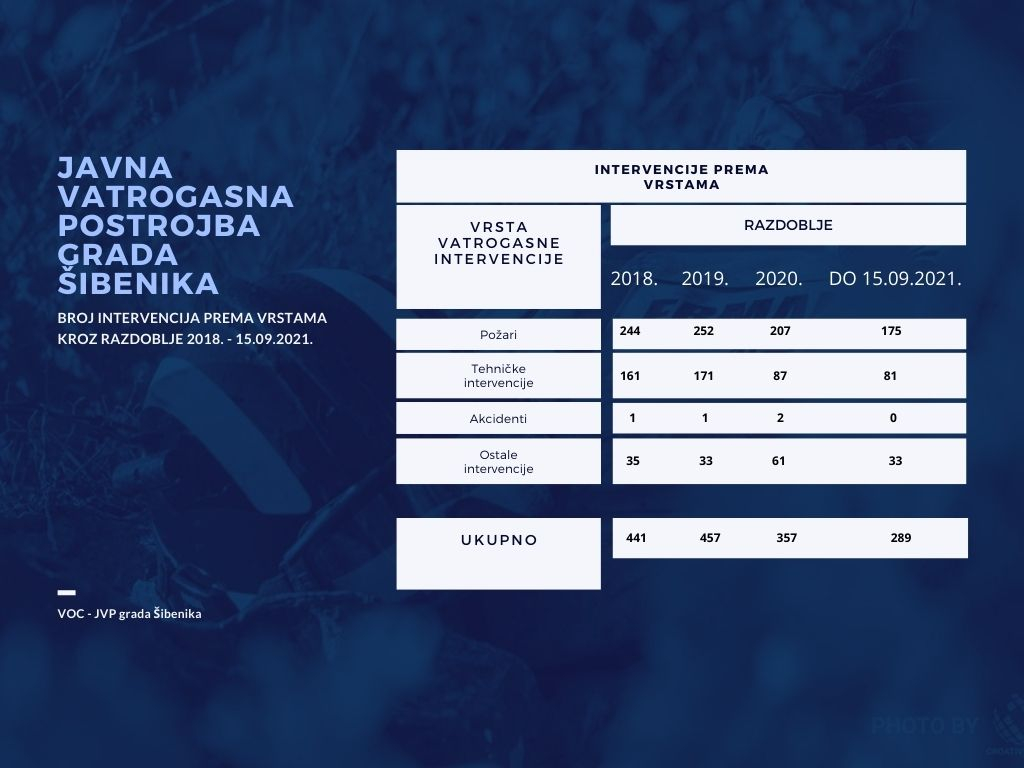 JAVNA
VATROGASNA
POSTROJBA
GRADA
ŠIBENIKA
BROJ INTERVENCIJA PREMA VRSTAMA
KROZ RAZDOBLJE 2018. - 15.09.2021.
VOC - JVP grada Šibenika
INTERVENCIJE PREMA
VRSTAMA
VRSTA
VATROGASNE
INTERVENCIJE
RAZDOBLJE
2018. 2019. 2020. DO 15.09.2021.
Požari 244 252 207 175
Tehničke
intervencije 161 171 87 81
Akcidenti 1 1 2 0
Ostale
intervencije 35 33 61 33
UKUPNO 441 457 357 289
PHOTO BY